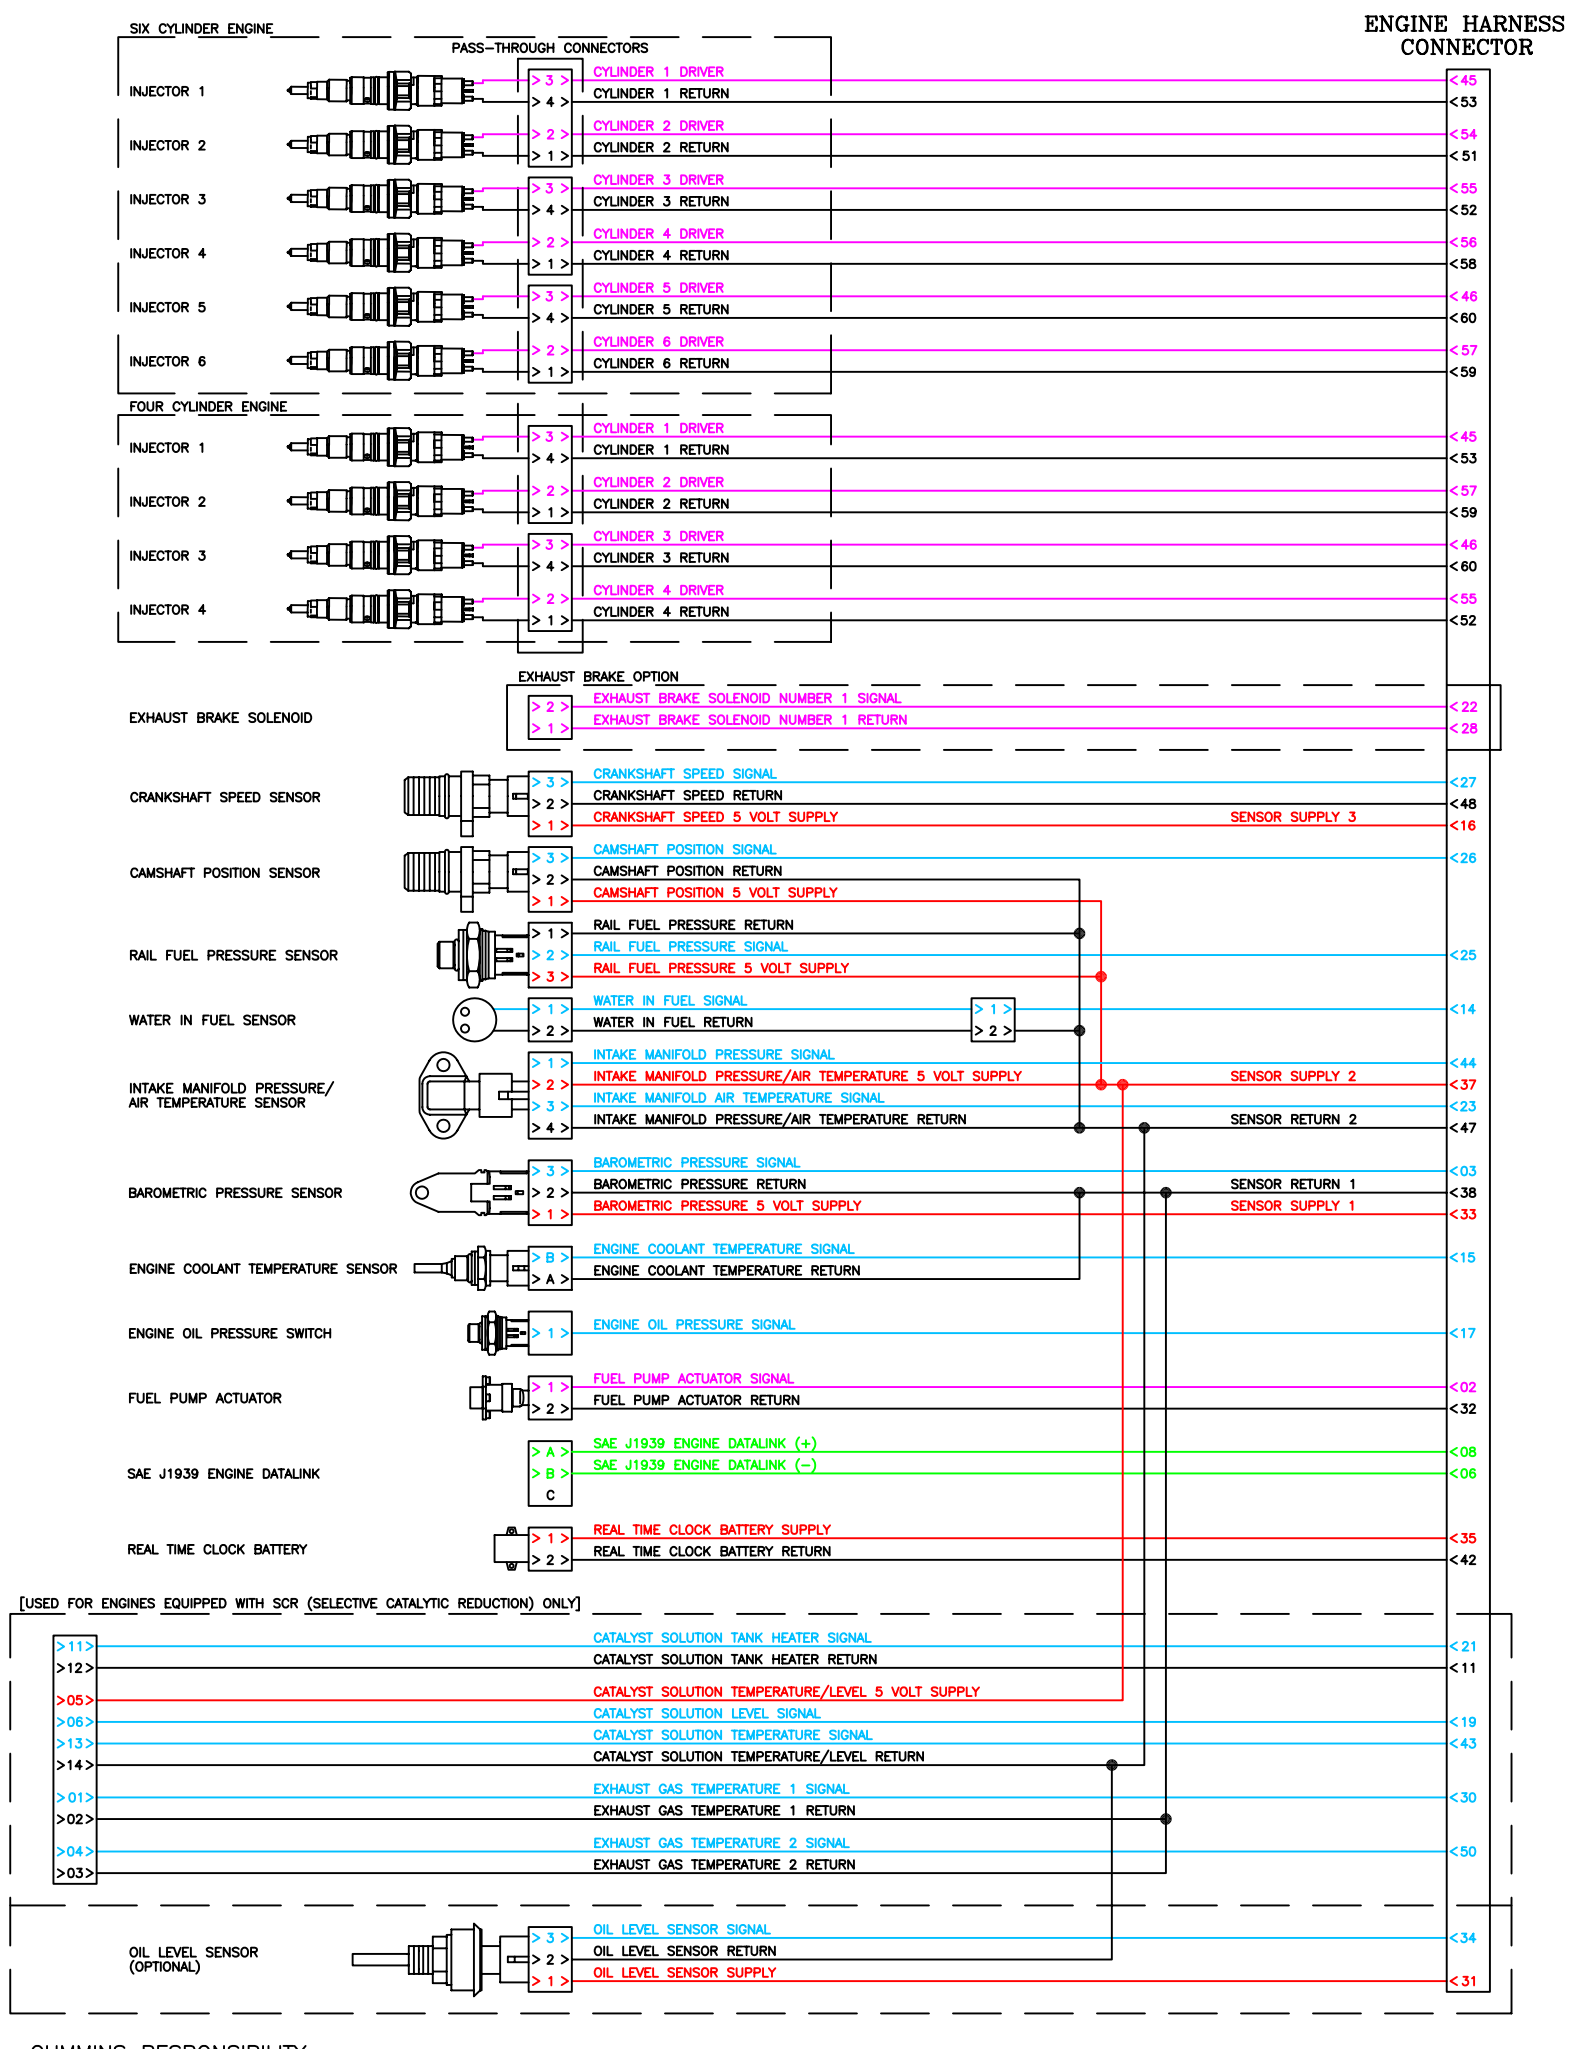 ENGINE HARNESS
CONNECTOR
SIX CYLINDER ENGINE
PASS-THROUGH CONNECTORS
INJECTOR 1
> 3 > CYLINDER 1 DRIVER <45
> 4 > CYLINDER 1 RETURN <53
INJECTOR 2
> 2 > CYLINDER 2 DRIVER <54
> 1 > CYLINDER 2 RETURN <51
INJECTOR 3
> 3 > CYLINDER 3 DRIVER <55
> 4 > CYLINDER 3 RETURN <52
INJECTOR 4
> 2 > CYLINDER 4 DRIVER <56
> 1 > CYLINDER 4 RETURN <58
INJECTOR 5
> 3 > CYLINDER 5 DRIVER <46
> 4 > CYLINDER 5 RETURN <60
INJECTOR 6
> 2 > CYLINDER 6 DRIVER <57
> 1 > CYLINDER 6 RETURN <59
FOUR CYLINDER ENGINE
INJECTOR 1
> 3 > CYLINDER 1 DRIVER <45
> 4 > CYLINDER 1 RETURN <53
INJECTOR 2
> 2 > CYLINDER 2 DRIVER <57
> 1 > CYLINDER 2 RETURN <59
INJECTOR 3
> 3 > CYLINDER 3 DRIVER <46
> 4 > CYLINDER 3 RETURN <60
INJECTOR 4
> 2 > CYLINDER 4 DRIVER <55
> 1 > CYLINDER 4 RETURN <52
EXHAUST BRAKE OPTION
EXHAUST BRAKE SOLENOID
> 2 > EXHAUST BRAKE SOLENOID NUMBER 1 SIGNAL <22
> 1 > EXHAUST BRAKE SOLENOID NUMBER 1 RETURN <28
CRANKSHAFT SPEED SENSOR
> 3 > CRANKSHAFT SPEED SIGNAL <27
> 2 > CRANKSHAFT SPEED RETURN <48
> 1 > CRANKSHAFT SPEED 5 VOLT SUPPLY SENSOR SUPPLY 3 <16
CAMSHAFT POSITION SENSOR
> 3 > CAMSHAFT POSITION SIGNAL <26
> 2 > CAMSHAFT POSITION RETURN
> 1 > CAMSHAFT POSITION 5 VOLT SUPPLY
RAIL FUEL PRESSURE SENSOR
> 1 > RAIL FUEL PRESSURE RETURN
> 2 > RAIL FUEL PRESSURE SIGNAL <25
> 3 > RAIL FUEL PRESSURE 5 VOLT SUPPLY
WATER IN FUEL SENSOR
> 1 > WATER IN FUEL SIGNAL > 1 > <14
> 2 > WATER IN FUEL RETURN > 2 >
INTAKE MANIFOLD PRESSURE/
AIR TEMPERATURE SENSOR
> 1 > INTAKE MANIFOLD PRESSURE SIGNAL <44
> 2 > INTAKE MANIFOLD PRESSURE/AIR TEMPERATURE 5 VOLT SUPPLY SENSOR SUPPLY 2 <37
> 3 > INTAKE MANIFOLD AIR TEMPERATURE SIGNAL <23
> 4 > INTAKE MANIFOLD PRESSURE/AIR TEMPERATURE RETURN SENSOR RETURN 2 <47
BAROMETRIC PRESSURE SENSOR
> 3 > BAROMETRIC PRESSURE SIGNAL <03
> 2 > BAROMETRIC PRESSURE RETURN SENSOR RETURN 1 <38
> 1 > BAROMETRIC PRESSURE 5 VOLT SUPPLY SENSOR SUPPLY 1 <33
ENGINE COOLANT TEMPERATURE SENSOR
> B > ENGINE COOLANT TEMPERATURE SIGNAL <15
> A > ENGINE COOLANT TEMPERATURE RETURN
ENGINE OIL PRESSURE SWITCH
> 1 > ENGINE OIL PRESSURE SIGNAL <17
FUEL PUMP ACTUATOR
> 1 > FUEL PUMP ACTUATOR SIGNAL <02
> 2 > FUEL PUMP ACTUATOR RETURN <32
SAE J1939 ENGINE DATALINK
> A > SAE J1939 ENGINE DATALINK (+) <08
> B > SAE J1939 ENGINE DATALINK (-) <06
C
REAL TIME CLOCK BATTERY
> 1 > REAL TIME CLOCK BATTERY SUPPLY <35
> 2 > REAL TIME CLOCK BATTERY RETURN <42
[USED FOR ENGINES EQUIPPED WITH SCR (SELECTIVE CATALYTIC REDUCTION) ONLY]
>11> CATALYST SOLUTION TANK HEATER SIGNAL <21
>12> CATALYST SOLUTION TANK HEATER RETURN <11
>05> CATALYST SOLUTION TEMPERATURE/LEVEL 5 VOLT SUPPLY
>06> CATALYST SOLUTION LEVEL SIGNAL <19
>13> CATALYST SOLUTION TEMPERATURE SIGNAL <43
>14> CATALYST SOLUTION TEMPERATURE/LEVEL RETURN
>01> EXHAUST GAS TEMPERATURE 1 SIGNAL <30
>02> EXHAUST GAS TEMPERATURE 1 RETURN
>04> EXHAUST GAS TEMPERATURE 2 SIGNAL <50
>03> EXHAUST GAS TEMPERATURE 2 RETURN
OIL LEVEL SENSOR
(OPTIONAL)
> 3 > OIL LEVEL SENSOR SIGNAL <34
> 2 > OIL LEVEL SENSOR RETURN
> 1 > OIL LEVEL SENSOR SUPPLY <31
CUMMINS RESPONSIBILITY